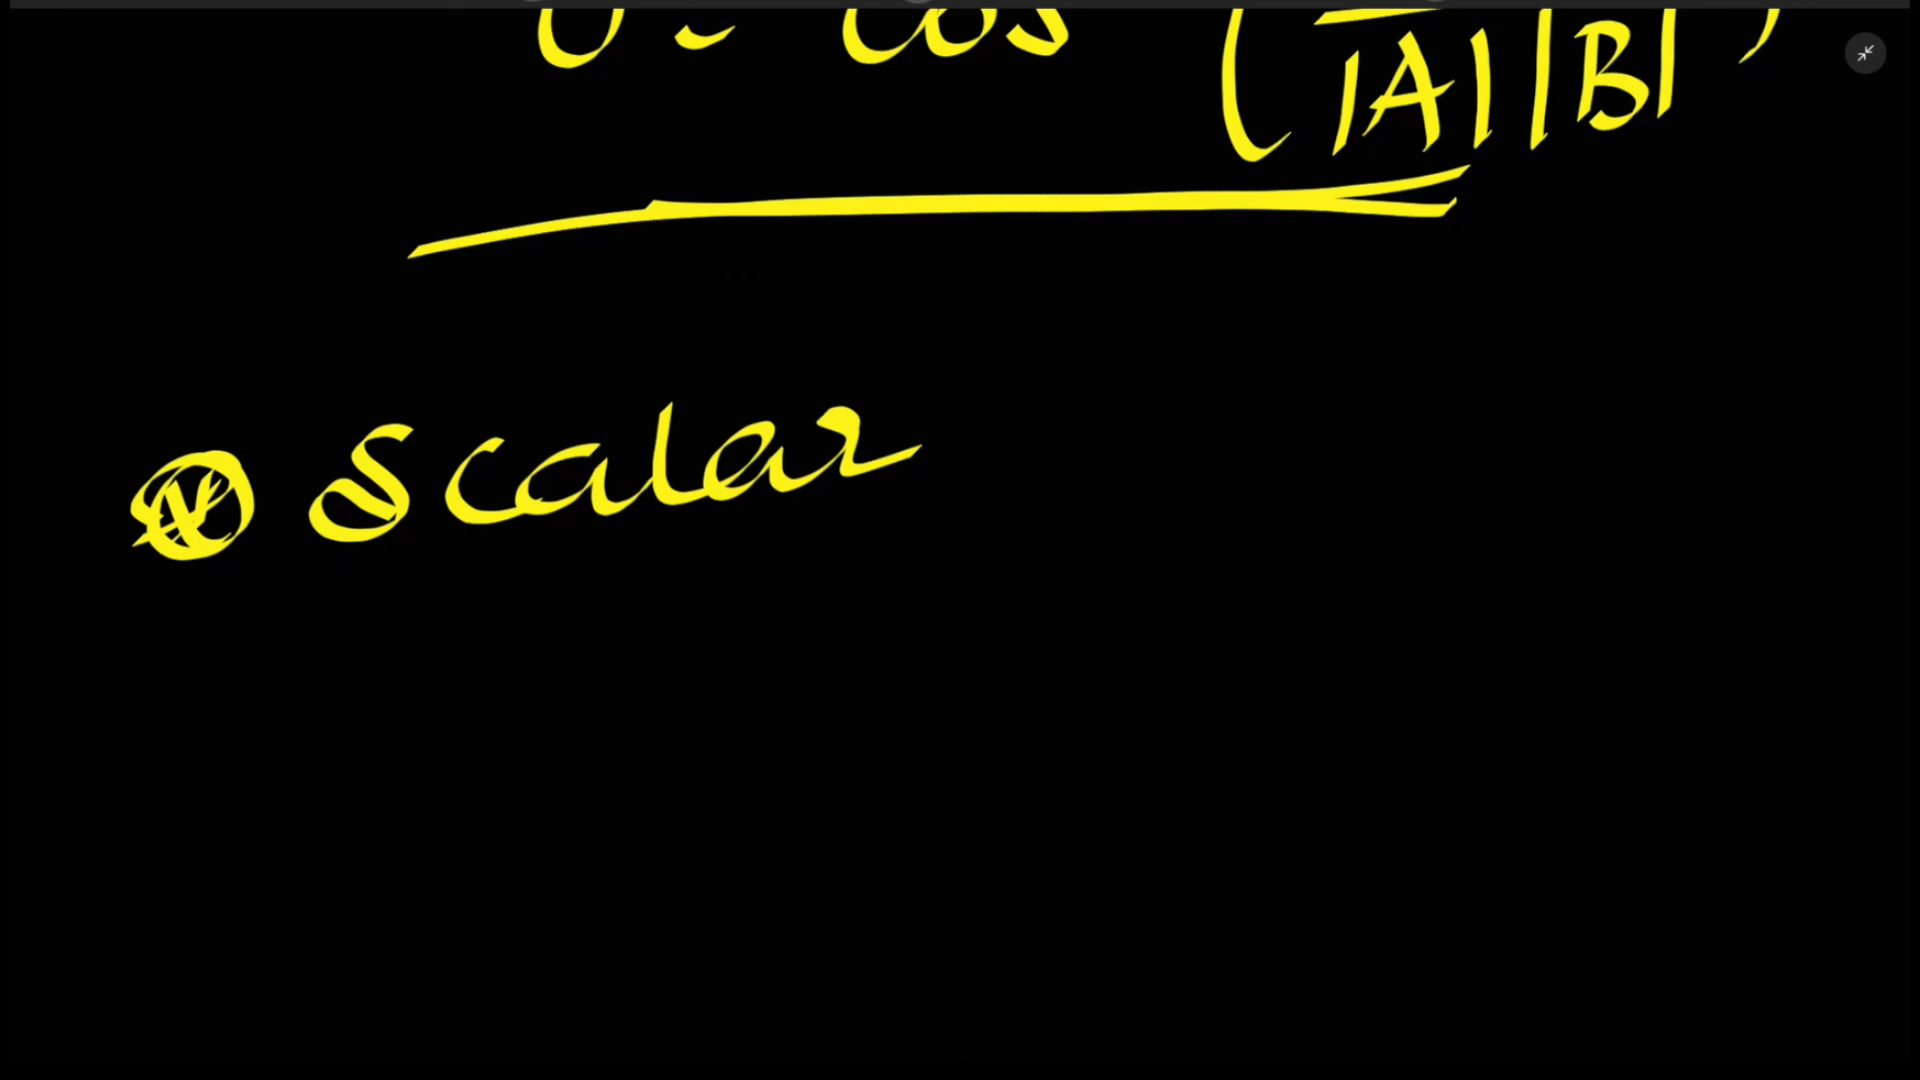 θ = cos ( / |A| |B| )
⊛ Scalar